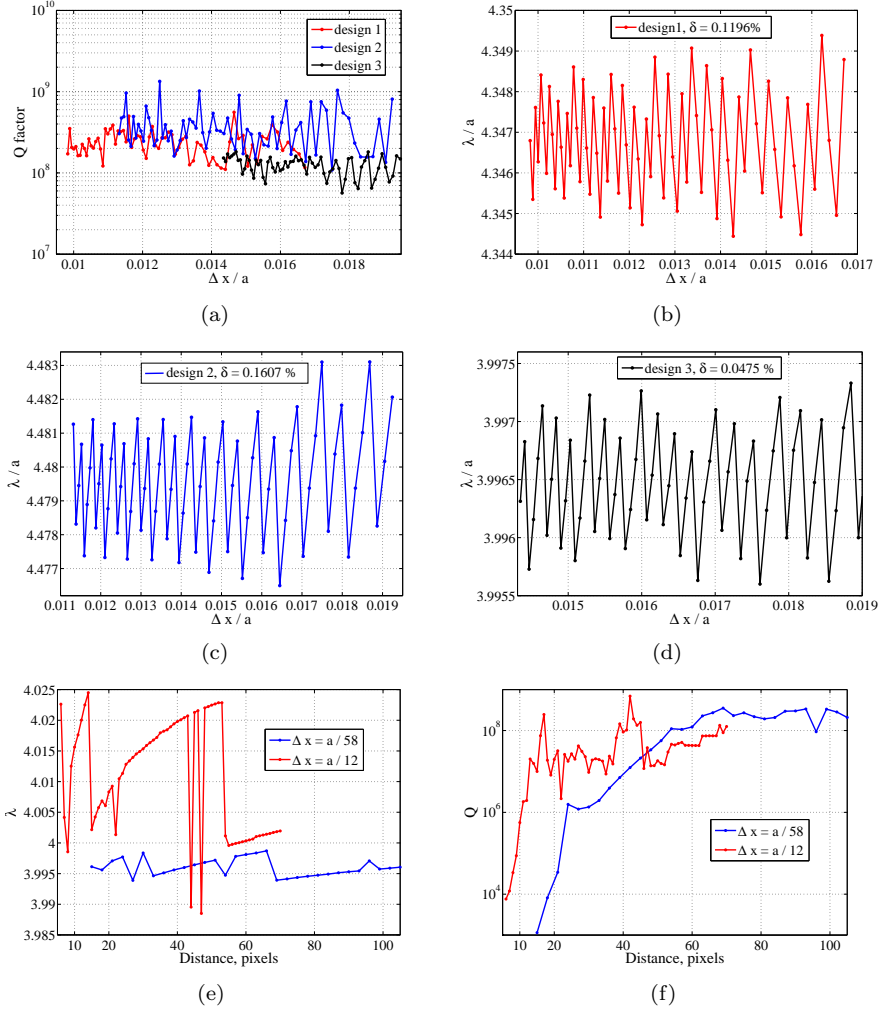 10^10
10^9
10^8
10^7
Q factor
design 1
design 2
design 3
0.01 0.012 0.014 0.016 0.018
Δ x / a
(a)
4.35
4.349
4.348
4.347
4.346
4.345
4.344
λ / a
design1, δ = 0.1196%
0.01 0.011 0.012 0.013 0.014 0.015 0.016 0.017
Δ x / a
(b)
4.483
4.482
4.481
4.48
4.479
4.478
4.477
λ / a
design 2, δ = 0.1607 %
0.011 0.012 0.013 0.014 0.015 0.016 0.017 0.018 0.019
Δ x / a
(c)
3.9975
3.997
3.9965
3.996
3.9955
λ / a
design 3, δ = 0.0475 %
0.015 0.016 0.017 0.018 0.019
Δ x / a
(d)
4.025
4.02
4.015
4.01
4.005
4
3.995
3.99
3.985
λ
Δ x = a / 58
Δ x = a / 12
10 20 40 60 80 100
Distance, pixels
(e)
10^8
10^6
10^4
Q
Δ x = a / 58
Δ x = a / 12
10 20 40 60 80 100
Distance, pixels
(f)